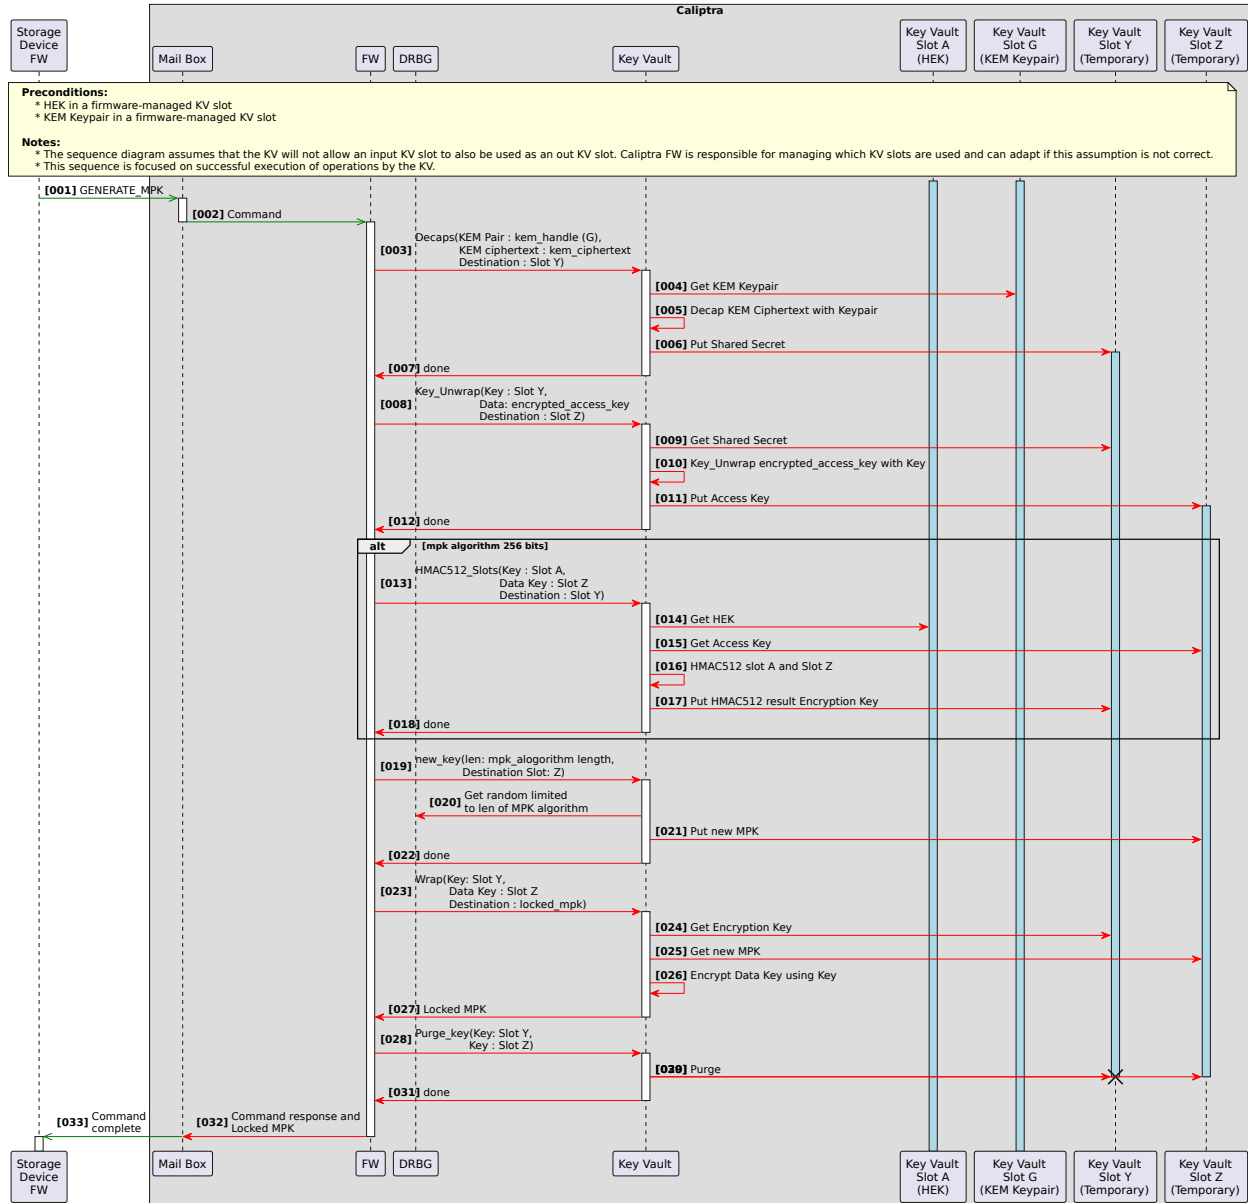 Caliptra
Storage
Device
FW
Mail Box
FW
DRBG
Key Vault
Key Vault
Slot A
(HEK)
Key Vault
Slot G
(KEM Keypair)
Key Vault
Slot Y
(Temporary)
Key Vault
Slot Z
(Temporary)
Preconditions:
* HEK in a firmware-managed KV slot
* KEM Keypair in a firmware-managed KV slot
Notes:
* The sequence diagram assumes that the KV will not allow an input KV slot to also be used as an out KV slot. Caliptra FW is responsible for managing which KV slots are used and can adapt if this assumption is not correct.
* This sequence is focused on successful execution of operations by the KV.
[001] GENERATE_MPK
[002] Command
[003] Decaps(KEM Pair : kem_handle (G),
KEM ciphertext : kem_ciphertext
Destination : Slot Y)
[004] Get KEM Keypair
[005] Decap KEM Ciphertext with Keypair
[006] Put Shared Secret
[007] done
[008] Key_Unwrap(Key : Slot Y,
Data: encrypted_access_key
Destination : Slot Z)
[009] Get Shared Secret
[010] Key_Unwrap encrypted_access_key with Key
[011] Put Access Key
[012] done
alt [mpk algorithm 256 bits]
[013] HMAC512_Slots(Key : Slot A,
Data Key : Slot Z
Destination : Slot Y)
[014] Get HEK
[015] Get Access Key
[016] HMAC512 slot A and Slot Z
[017] Put HMAC512 result Encryption Key
[018] done
[019] new_key(len: mpk_alogorithm length,
Destination Slot: Z)
[020] Get random limited
to len of MPK algorithm
[021] Put new MPK
[022] done
[023] Wrap(Key: Slot Y,
Data Key : Slot Z
Destination : locked_mpk)
[024] Get Encryption Key
[025] Get new MPK
[026] Encrypt Data Key using Key
[027] Locked MPK
[028] Purge_key(Key: Slot Y,
Key : Slot Z)
Purge
[031] done
[032] Command response and
Locked MPK
[033] Command
complete
Storage
Device
FW
Mail Box
FW
DRBG
Key Vault
Key Vault
Slot A
(HEK)
Key Vault
Slot G
(KEM Keypair)
Key Vault
Slot Y
(Temporary)
Key Vault
Slot Z
(Temporary)